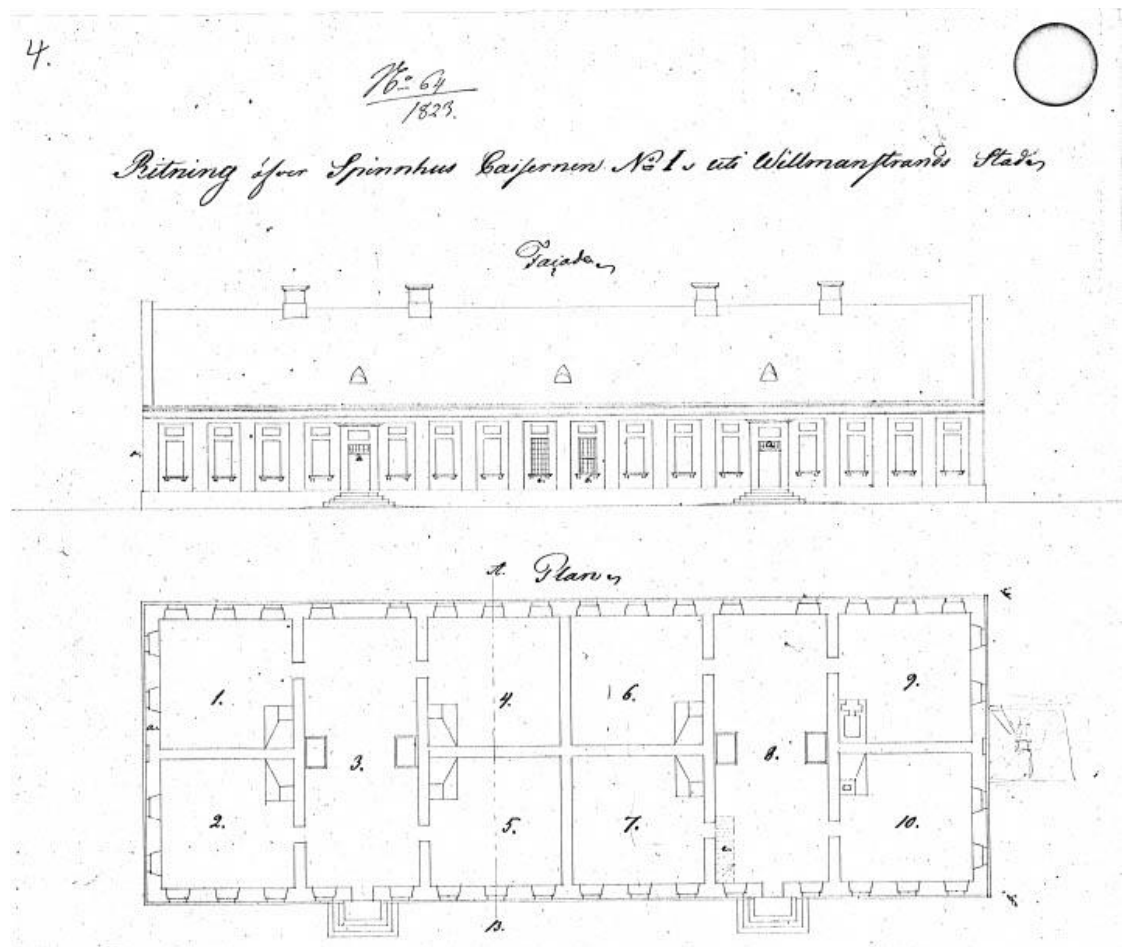 4.
No 64
1823.
Ritning öfver Spinnhus Casernen No I uti Willmanstrands Stad
Façade
A. Plan
1. 4. 6. 9.
3. 8.
2. 5. 7. 10.
B.